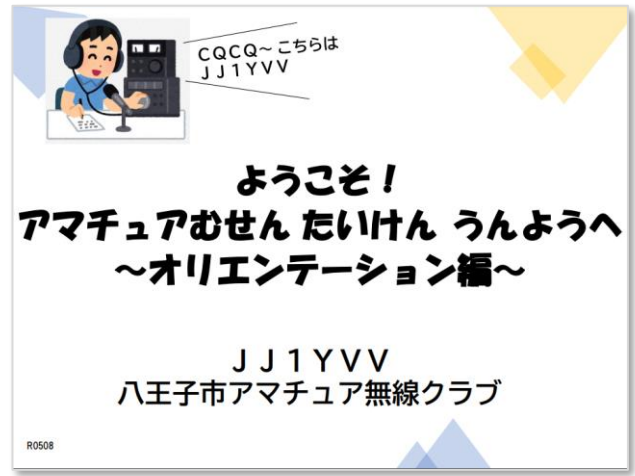 CQCQ～こちらは
JJ1YVV
ようこそ！
アマチュアむせん たいけん うんようへ
～オリエンテーション編～
ＪＪ１ＹＶＶ
八王子市アマチュア無線クラブ
R0508